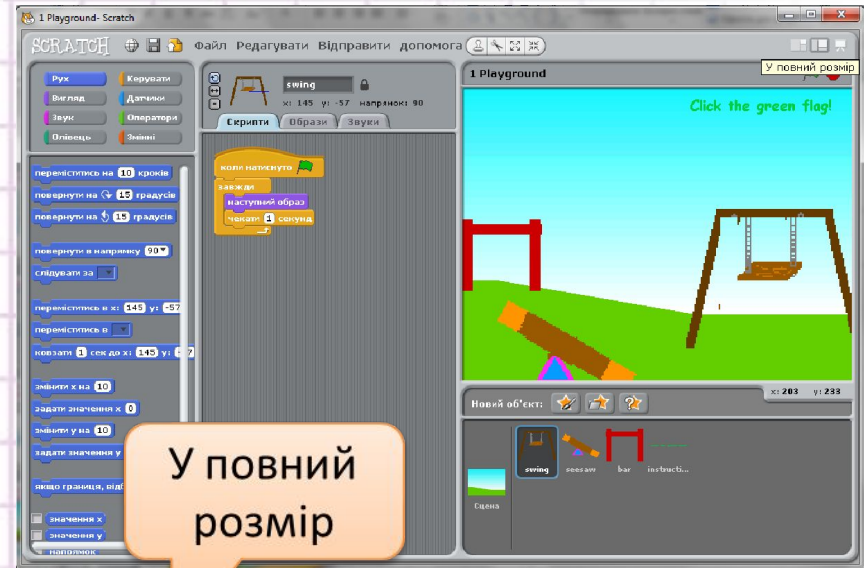 1 Playground- Scratch
SCRATCH Файл Редагувати Відправити допомога
У повний розмір
Рух Керувати
Вигляд Датчики
Звук Оператори
Олівець Змінні
swing
x: 145 y: -57 напрямок: 90
Скрипти Образи Звуки
1 Playground
Click the green flag!
коли натиснуто
завжди
наступний образ
чекати 1 секунд
переміститись на 10 кроків
повернути на 15 градусів
повернути на 15 градусів
повернути в напрямку 90
слідувати за
переміститись в x: 145 y: -57
переміститись в
ковзати 1 сек до x: 145 y:
змінити x на 10
задати значення x 0
змінити y на 10
задати значення y
якщо границя,
значення x
значення y
напрямок
x: 203 y: 233
Новий об'єкт:
swing seesaw bar instructi...
Сцена
У повний
розмір